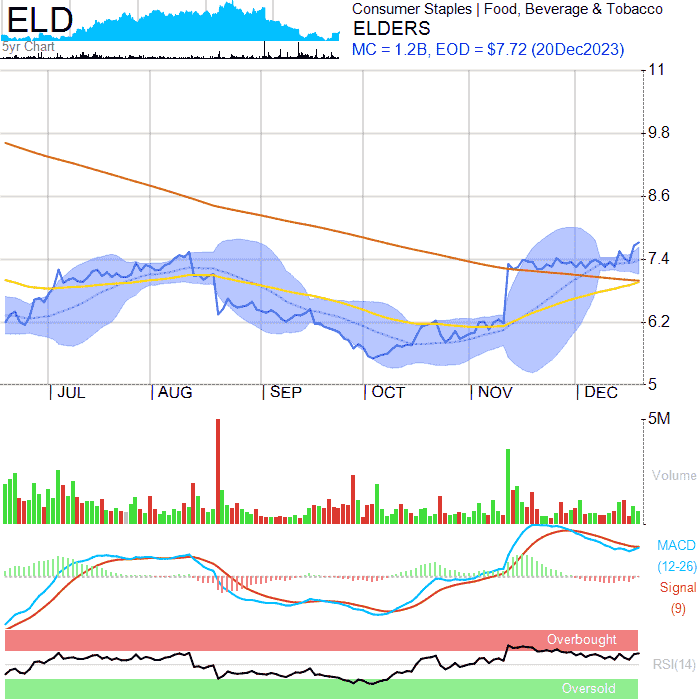 ELD
5yr Chart
Consumer Staples | Food, Beverage & Tobacco
ELDERS
MC = 1.2B, EOD = $7.72 (20Dec2023)
11
9.8
8.6
7.4
6.2
5
JUL AUG SEP OCT NOV DEC
5M
Volume
MACD
(12-26)
Signal
(9)
Overbought
RSI(14)
Oversold